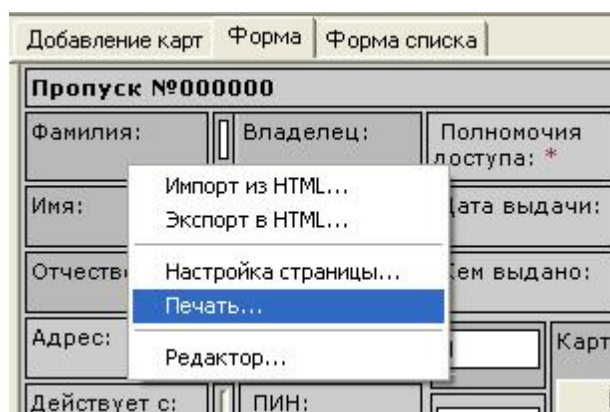 Добавление карт Форма Форма списка
Пропуск №000000
Фамилия: Владелец: Полномочия
доступа: *
Импорт из HTML...
Имя: Дата выдачи:
Экспорт в HTML...
Отчество Настройка страницы... Кем выдано:
Печать...
Адрес: Карт
Редактор...
Действует с: ПИН: